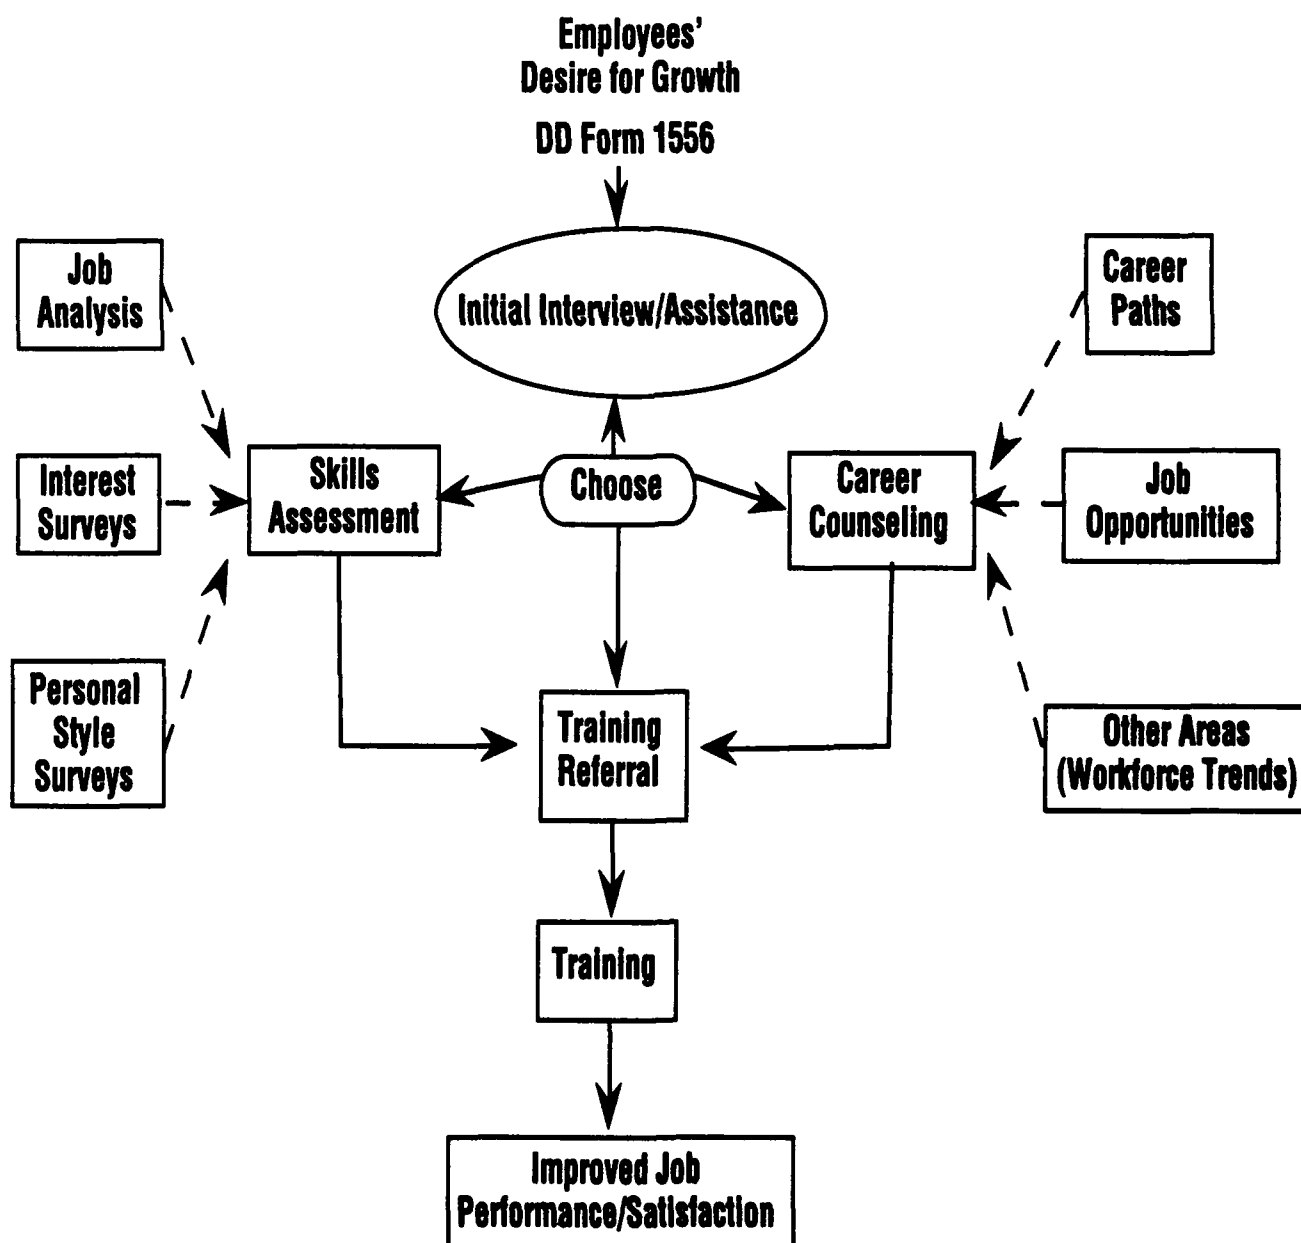 Employees'
Desire for Growth
DD Form 1556
Initial Interview/Assistance
Job
Analysis
Career
Paths
Interest
Surveys
Skills
Assessment
Choose
Career
Counseling
Job
Opportunities
Personal
Style
Surveys
Training
Referral
Other Areas
(Workforce Trends)
Training
Improved Job
Performance/Satisfaction